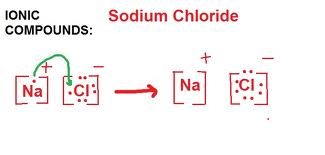 IONIC
COMPOUNDS:
Sodium Chloride
[Na]+ [Cl]− → [Na]+ [Cl]−